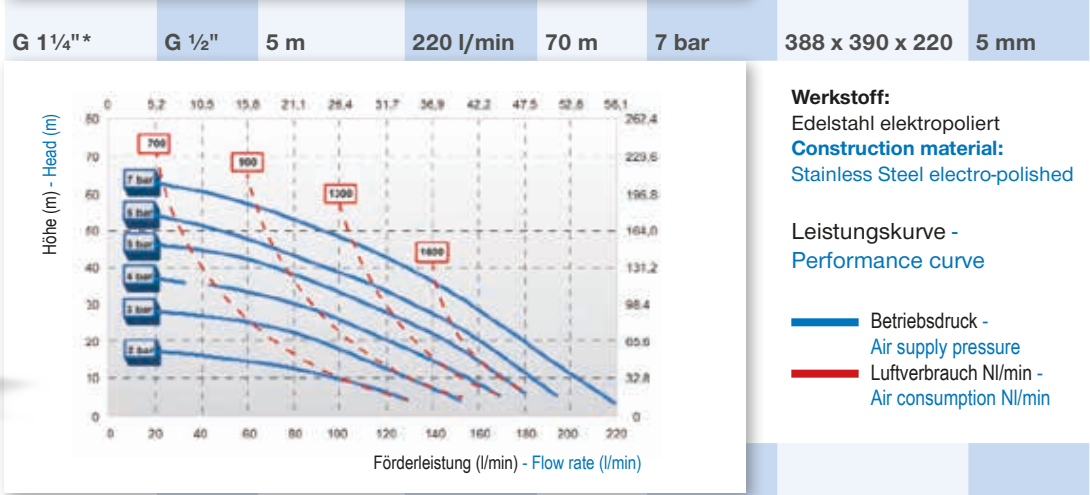 G 1¼"* G ½" 5 m 220 l/min 70 m 7 bar 388 x 390 x 220 5 mm
0 5,2 10,5 15,8 21,1 26,4 31,7 36,9 42,2 47,5 52,8 58,1
80 262,4
700
70 229,6
900
7 bar
60 196,8
1300
50 164,0
5 bar
1600
40 131,2
4 bar
30 98,4
3 bar
20 65,6
2 bar
10 32,8
0 0
0 20 40 60 80 100 120 140 160 180 200 220
Höhe (m) - Head (m)
Förderleistung (l/min) - Flow rate (l/min)
Werkstoff:
Edelstahl elektropoliert
Construction material:
Stainless Steel electro-polished
Leistungskurve -
Performance curve
Betriebsdruck -
Air supply pressure
Luftverbrauch Nl/min -
Air consumption Nl/min